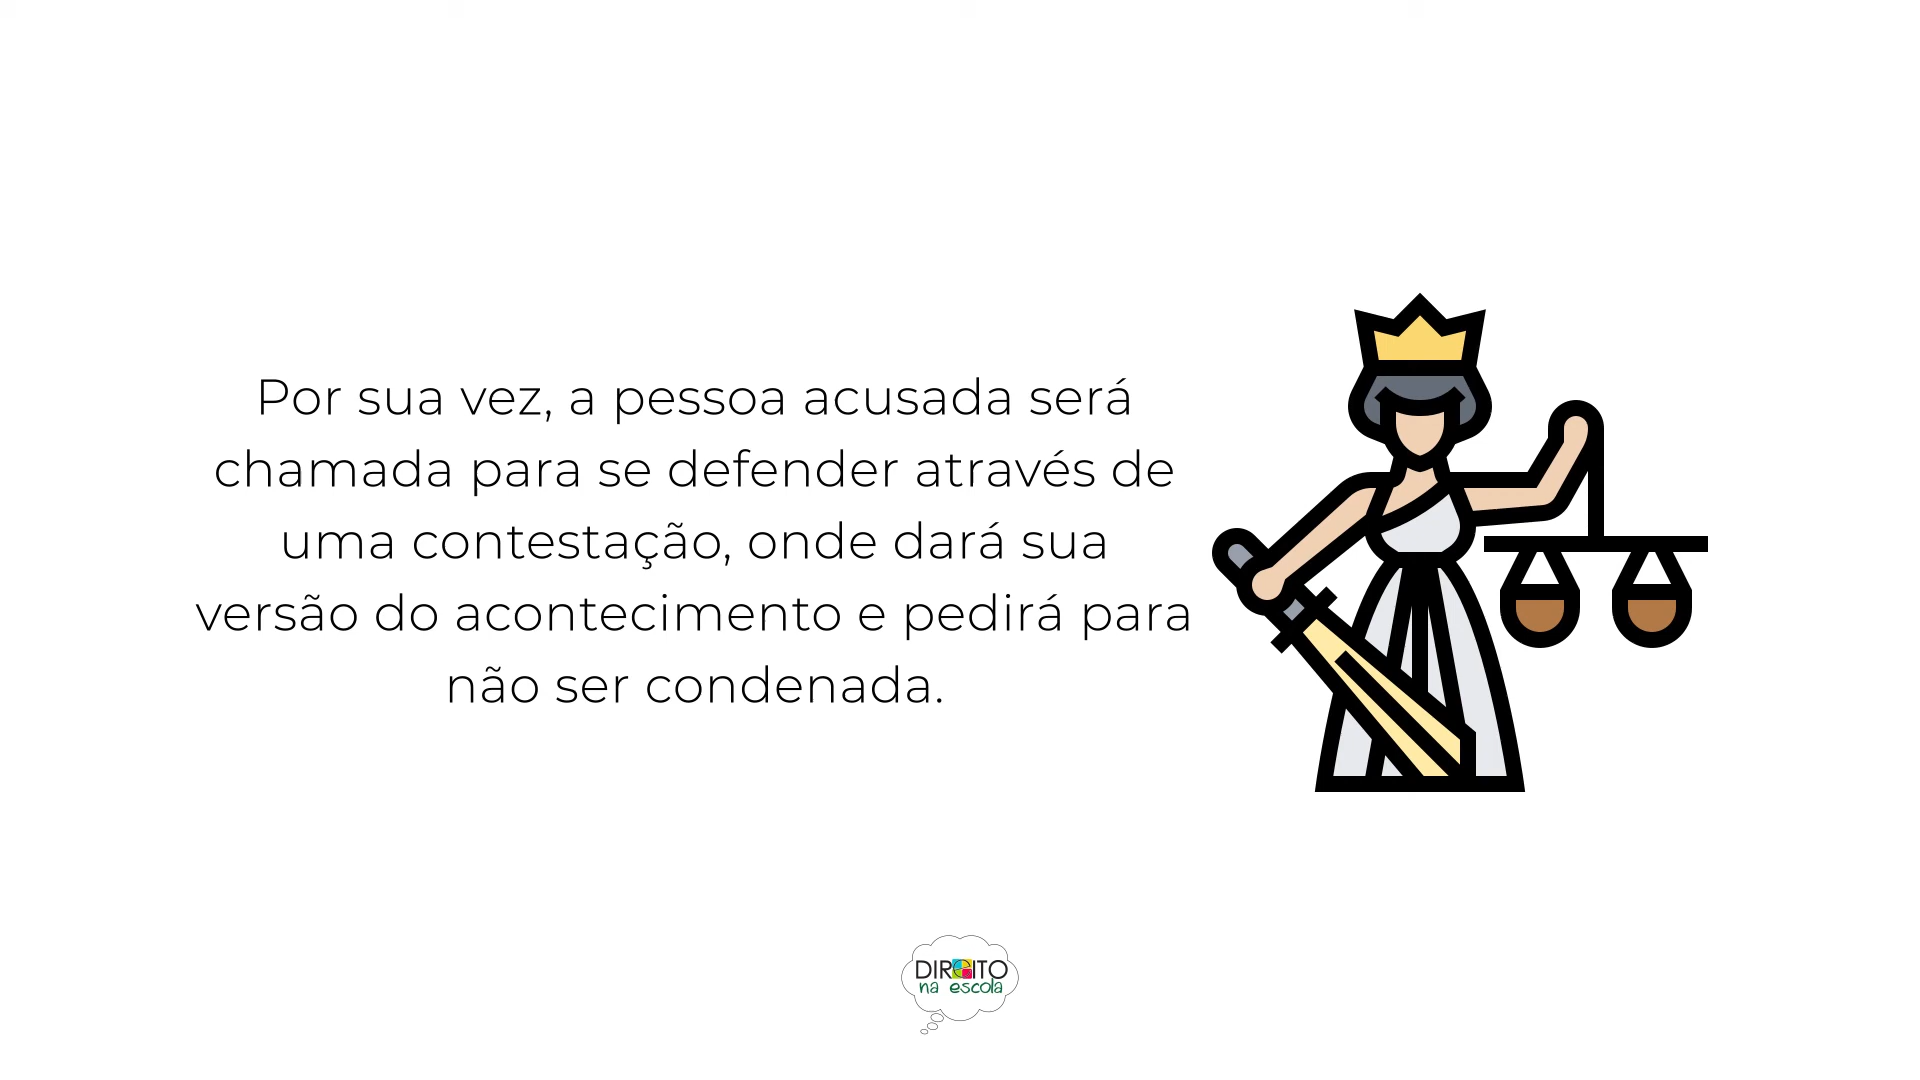 Por sua vez, a pessoa acusada será
chamada para se defender através de
uma contestação, onde dará sua
versão do acontecimento e pedirá para
não ser condenada.
DIREITO
na escola